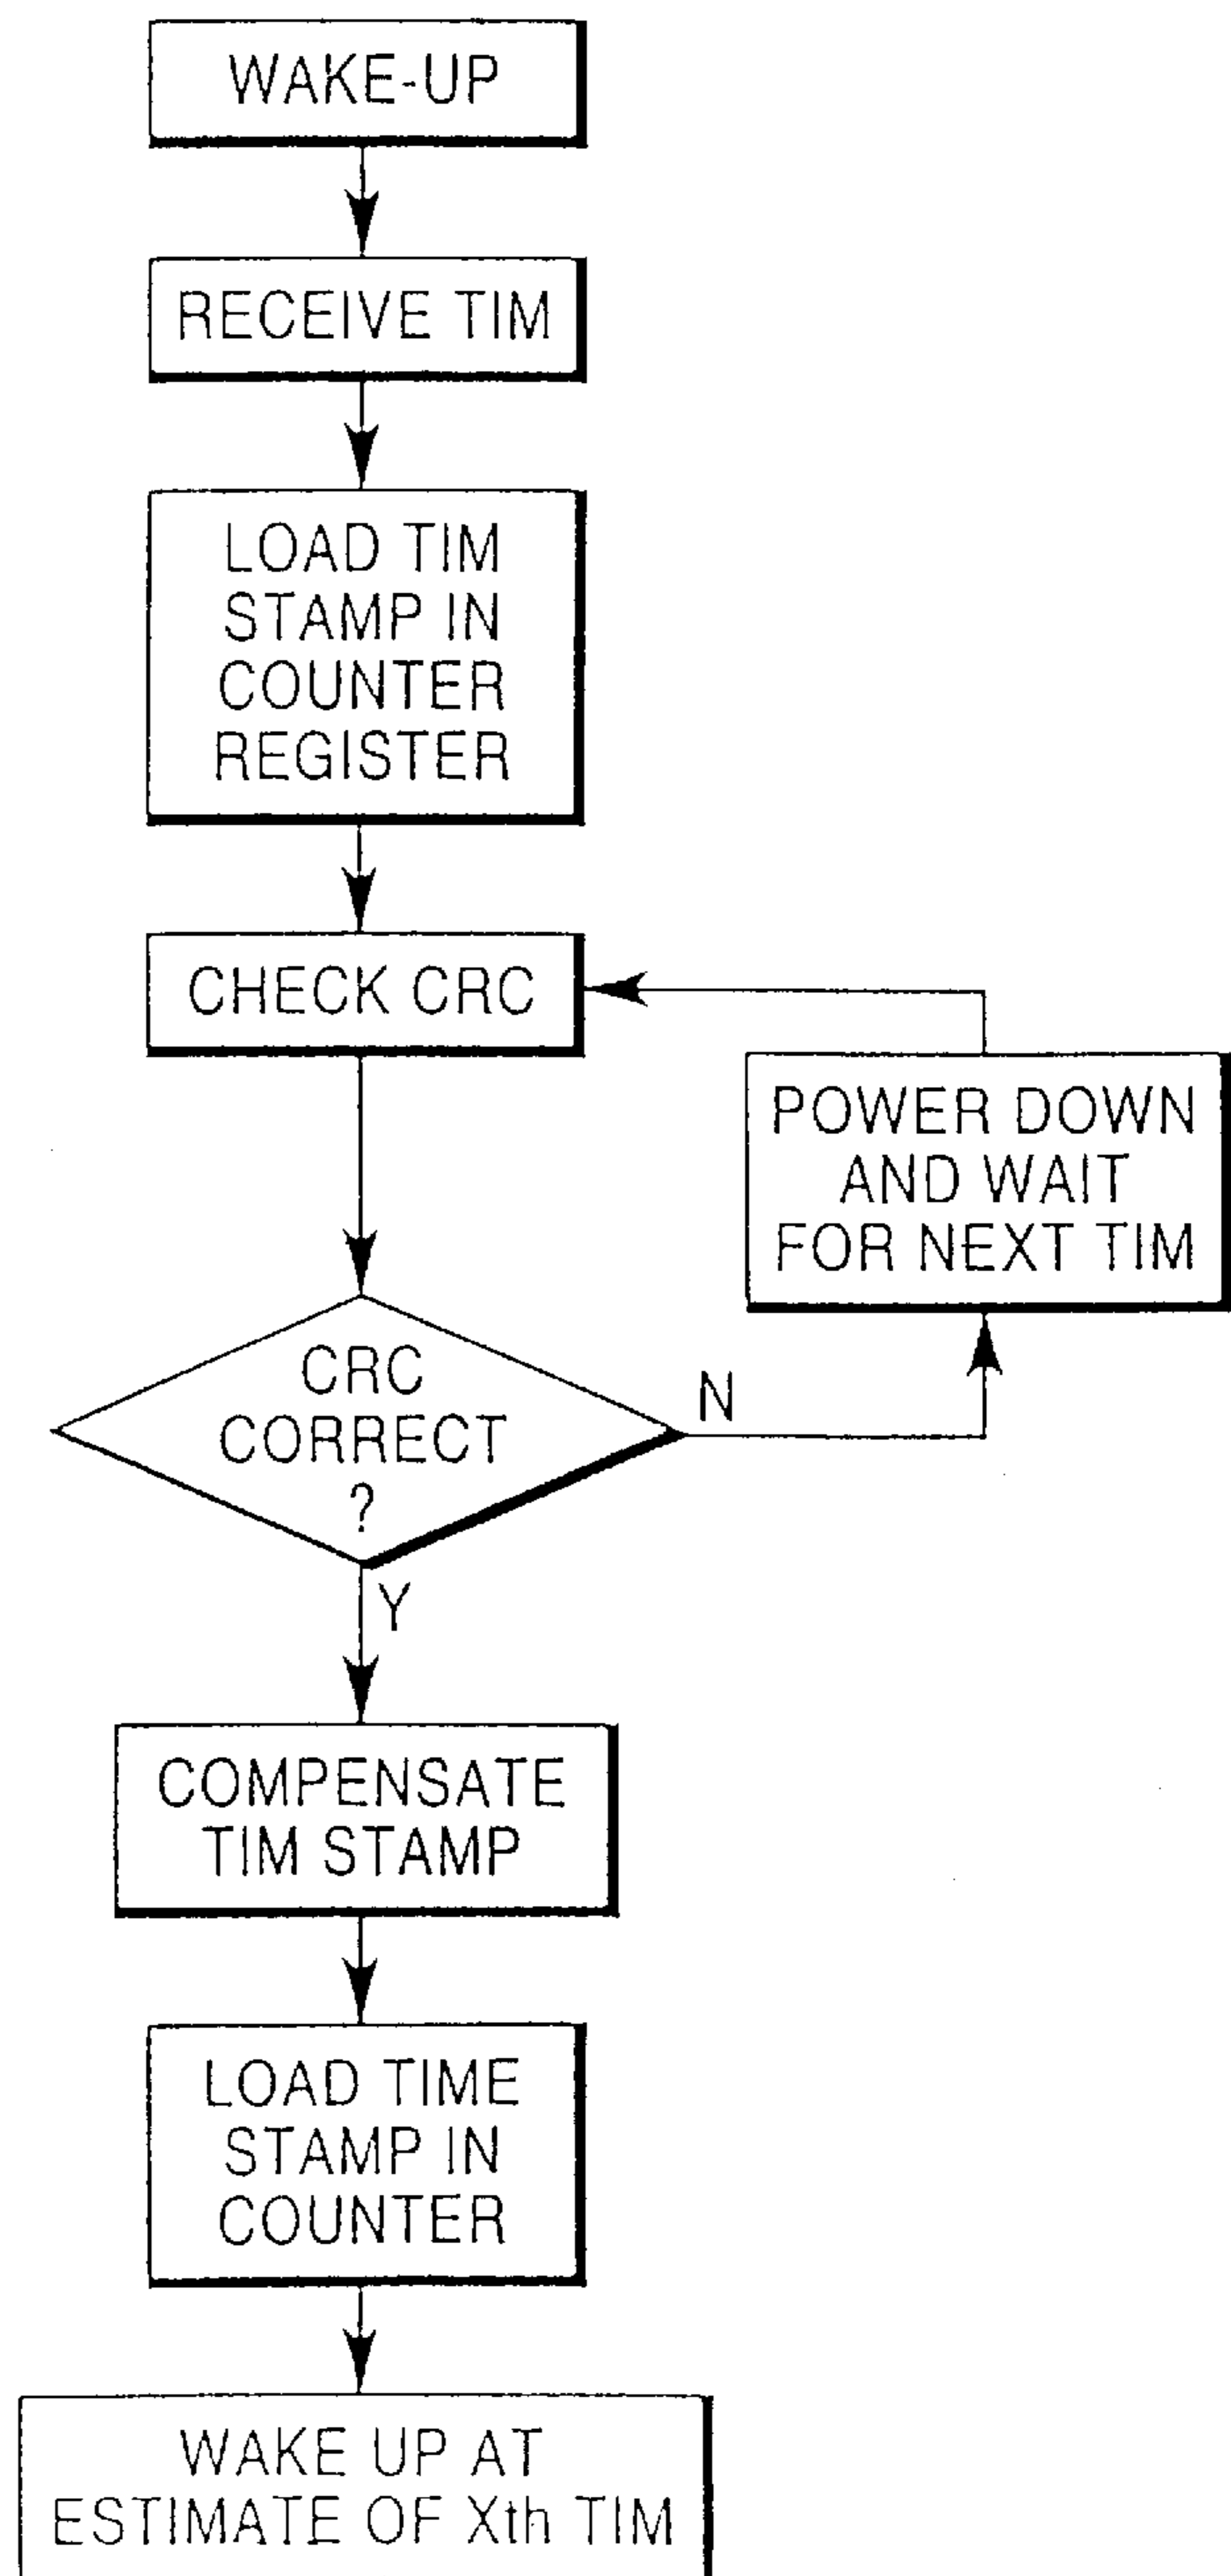 WAKE-UP
RECEIVE TIM
LOAD TIM
STAMP IN
COUNTER
REGISTER
CHECK CRC
POWER DOWN
AND WAIT
FOR NEXT TIM
CRC
CORRECT
?
N
Y
COMPENSATE
TIM STAMP
LOAD TIME
STAMP IN
COUNTER
WAKE UP AT
ESTIMATE OF Xth TIM